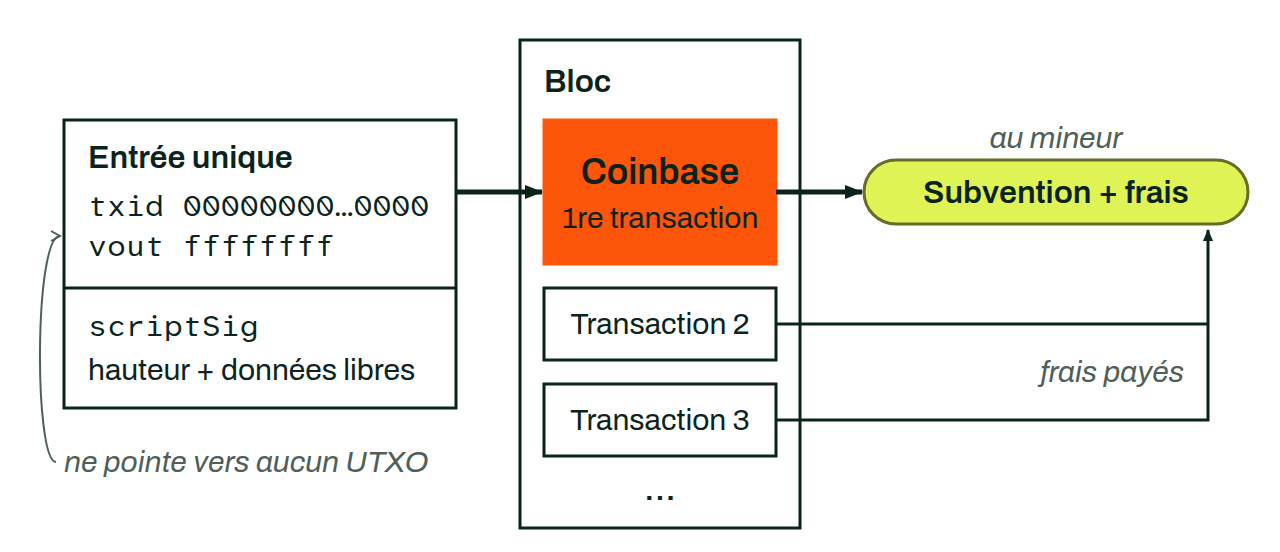 Entrée unique
txid 00000000…0000
vout ffffffff
scriptSig
hauteur + données libres
ne pointe vers aucun UTXO
Bloc
Coinbase
1re transaction
Transaction 2
Transaction 3
…
au mineur
Subvention + frais
frais payés